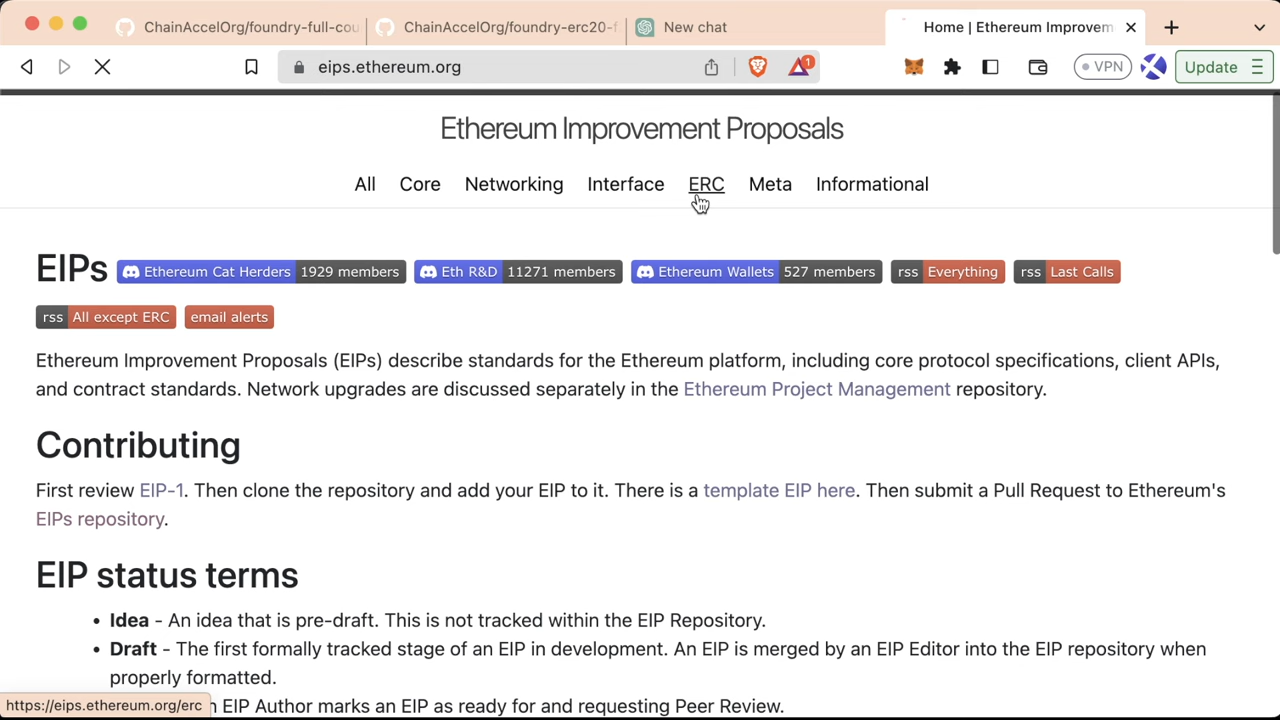 ChainAccelOrg/foundry-full-cou
ChainAccelOrg/foundry-erc20-f
New chat
Home | Ethereum Improvem
eips.ethereum.org
1
VPN
Update
Ethereum Improvement Proposals
All Core Networking Interface ERC Meta Informational
EIPs Ethereum Cat Herders 1929 members Eth R&D 11271 members Ethereum Wallets 527 members rss Everything rss Last Calls
rss All except ERC email alerts
Ethereum Improvement Proposals (EIPs) describe standards for the Ethereum platform, including core protocol specifications, client APIs,
and contract standards. Network upgrades are discussed separately in the Ethereum Project Management repository.
Contributing
First review EIP-1. Then clone the repository and add your EIP to it. There is a template EIP here. Then submit a Pull Request to Ethereum's
EIPs repository.
EIP status terms
• Idea - An idea that is pre-draft. This is not tracked within the EIP Repository.
• Draft - The first formally tracked stage of an EIP in development. An EIP is merged by an EIP Editor into the EIP repository when
properly formatted.
https://eips.ethereum.org/erc
EIP Author marks an EIP as ready for and requesting Peer Review.